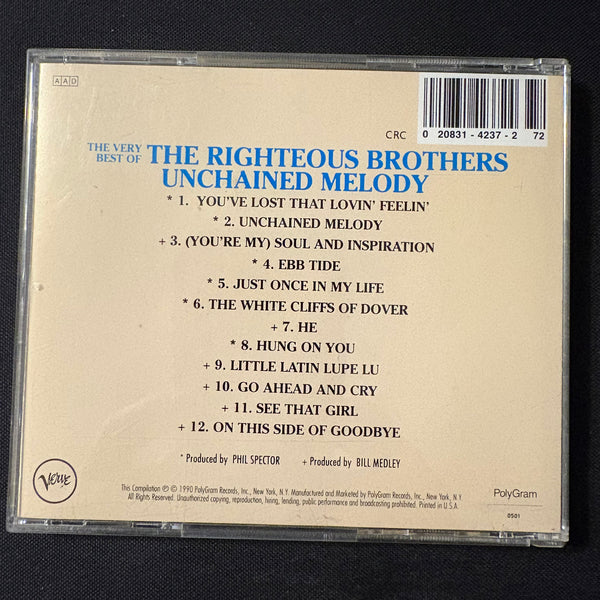 AAD
CRC
0 20831-4237-2 72
THE VERY
BEST OF THE RIGHTEOUS BROTHERS
UNCHAINED MELODY
* 1. YOU'VE LOST THAT LOVIN' FEELIN'
* 2. UNCHAINED MELODY
+ 3. (YOU'RE MY) SOUL AND INSPIRATION
* 4. EBB TIDE
* 5. JUST ONCE IN MY LIFE
* 6. THE WHITE CLIFFS OF DOVER
+ 7. HE
* 8. HUNG ON YOU
+ 9. LITTLE LATIN LUPE LU
+ 10. GO AHEAD AND CRY
+ 11. SEE THAT GIRL
+ 12. ON THIS SIDE OF GOODBYE
* Produced by PHIL SPECTOR + Produced by BILL MEDLEY
Verve
This Compilation ℗ © 1990 PolyGram Records, Inc., New York, N.Y. Manufactured and Marketed by PolyGram Records, Inc., New York, N.Y.
All Rights Reserved. Unauthorized copying, reproduction, hiring, lending, public performance and broadcasting prohibited. Printed in U.S.A.
PolyGram
0501